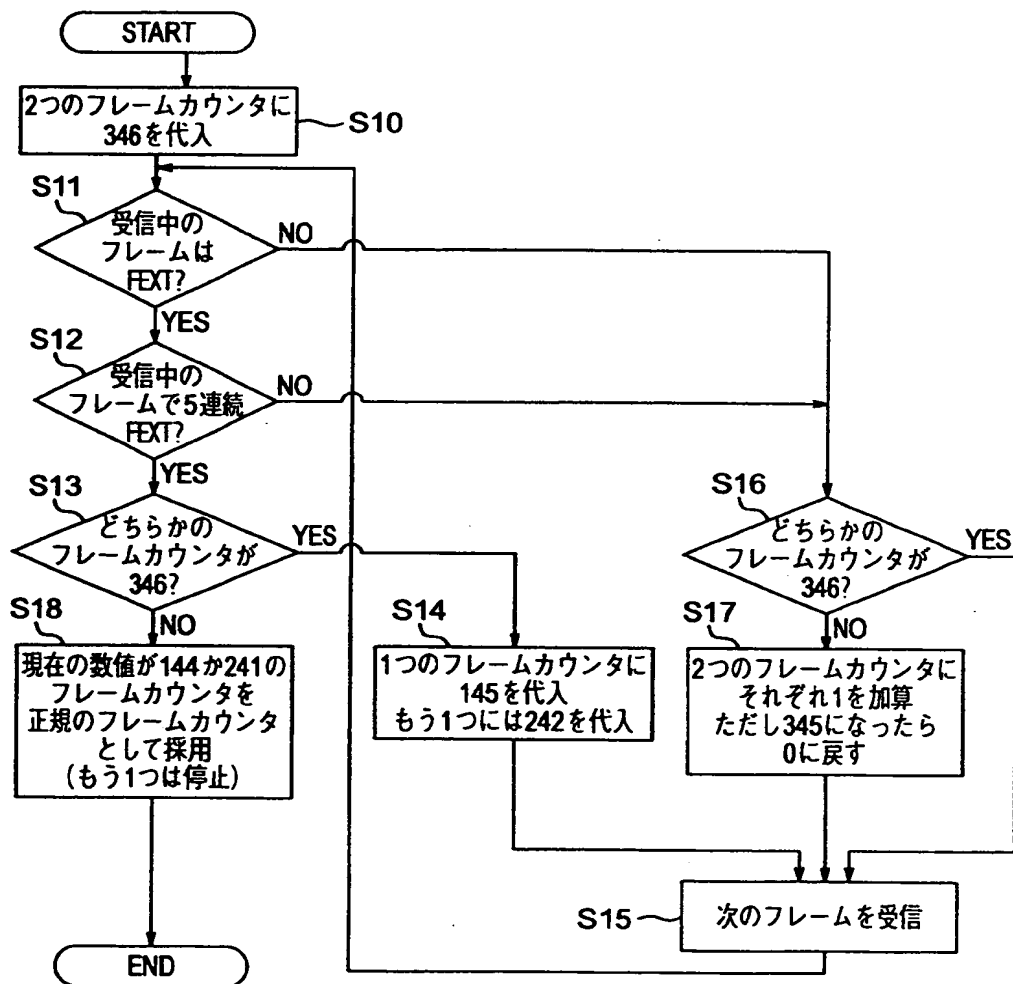 START
2つのフレームカウンタに
346を代入
S10
S11
受信中の
フレームは
FEXT?
NO
YES
S12
受信中の
フレームで5連続
FEXT?
NO
YES
S13
どちらかの
フレームカウンタが
346?
YES
NO
S16
どちらかの
フレームカウンタが
346?
YES
NO
S18
現在の数値が144か241の
フレームカウンタを
正規のフレームカウンタ
として採用
(もう1つは停止)
S14
1つのフレームカウンタに
145を代入
もう1つには242を代入
S17
2つのフレームカウンタに
それぞれ1を加算
ただし345になったら
0に戻す
S15
次のフレームを受信
END